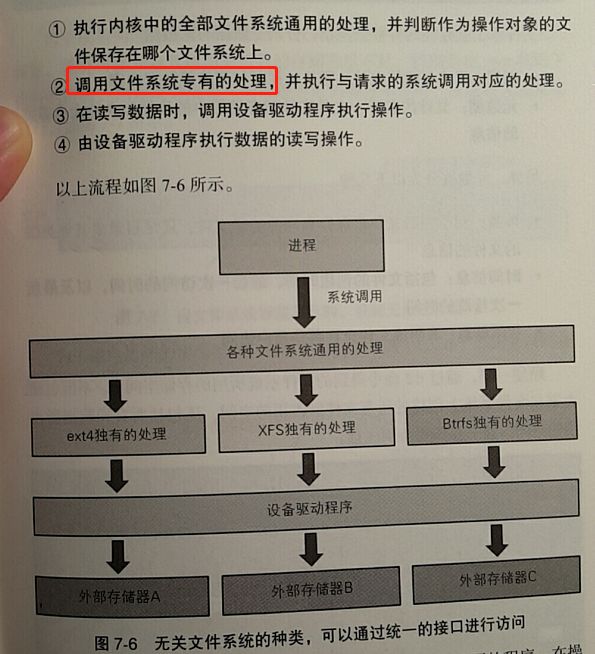 ① 执行内核中的全部文件系统通用的处理，并判断作为操作对象的文
件保存在哪个文件系统上。
② 调用文件系统专有的处理，并执行与请求的系统调用对应的处理。
③ 在读写数据时，调用设备驱动程序执行操作。
④ 由设备驱动程序执行数据的读写操作。
以上流程如图 7-6 所示。
进程
系统调用
各种文件系统通用的处理
ext4独有的处理 XFS独有的处理 Btrfs独有的处理
设备驱动程序
外部存储器A 外部存储器B 外部存储器C
图 7-6 无关文件系统的种类，可以通过统一的接口进行访问